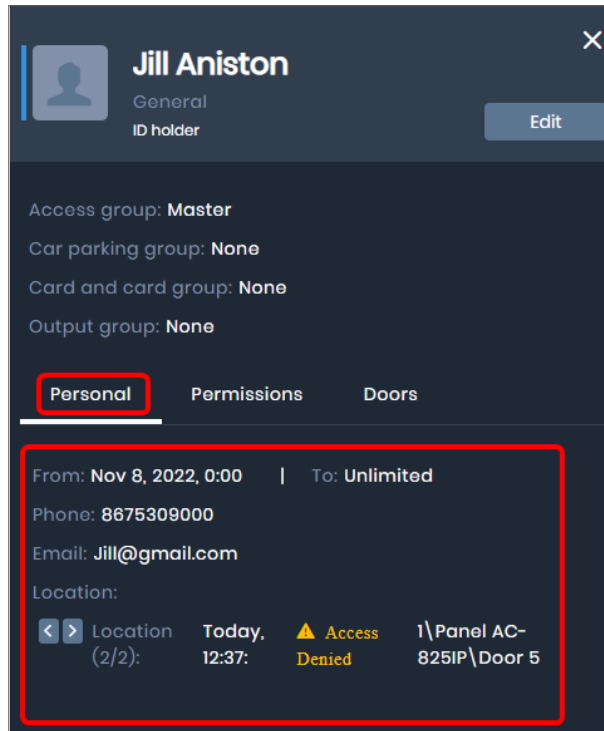 Jill Aniston
General
ID holder
Edit
Access group: Master
Car parking group: None
Card and card group: None
Output group: None
Personal Permissions Doors
From: Nov 8, 2022, 0:00 | To: Unlimited
Phone: 8675309000
Email: Jill@gmail.com
Location:
Location Today, Access 1\Panel AC-
(2/2): 12:37: Denied 825IP\Door 5